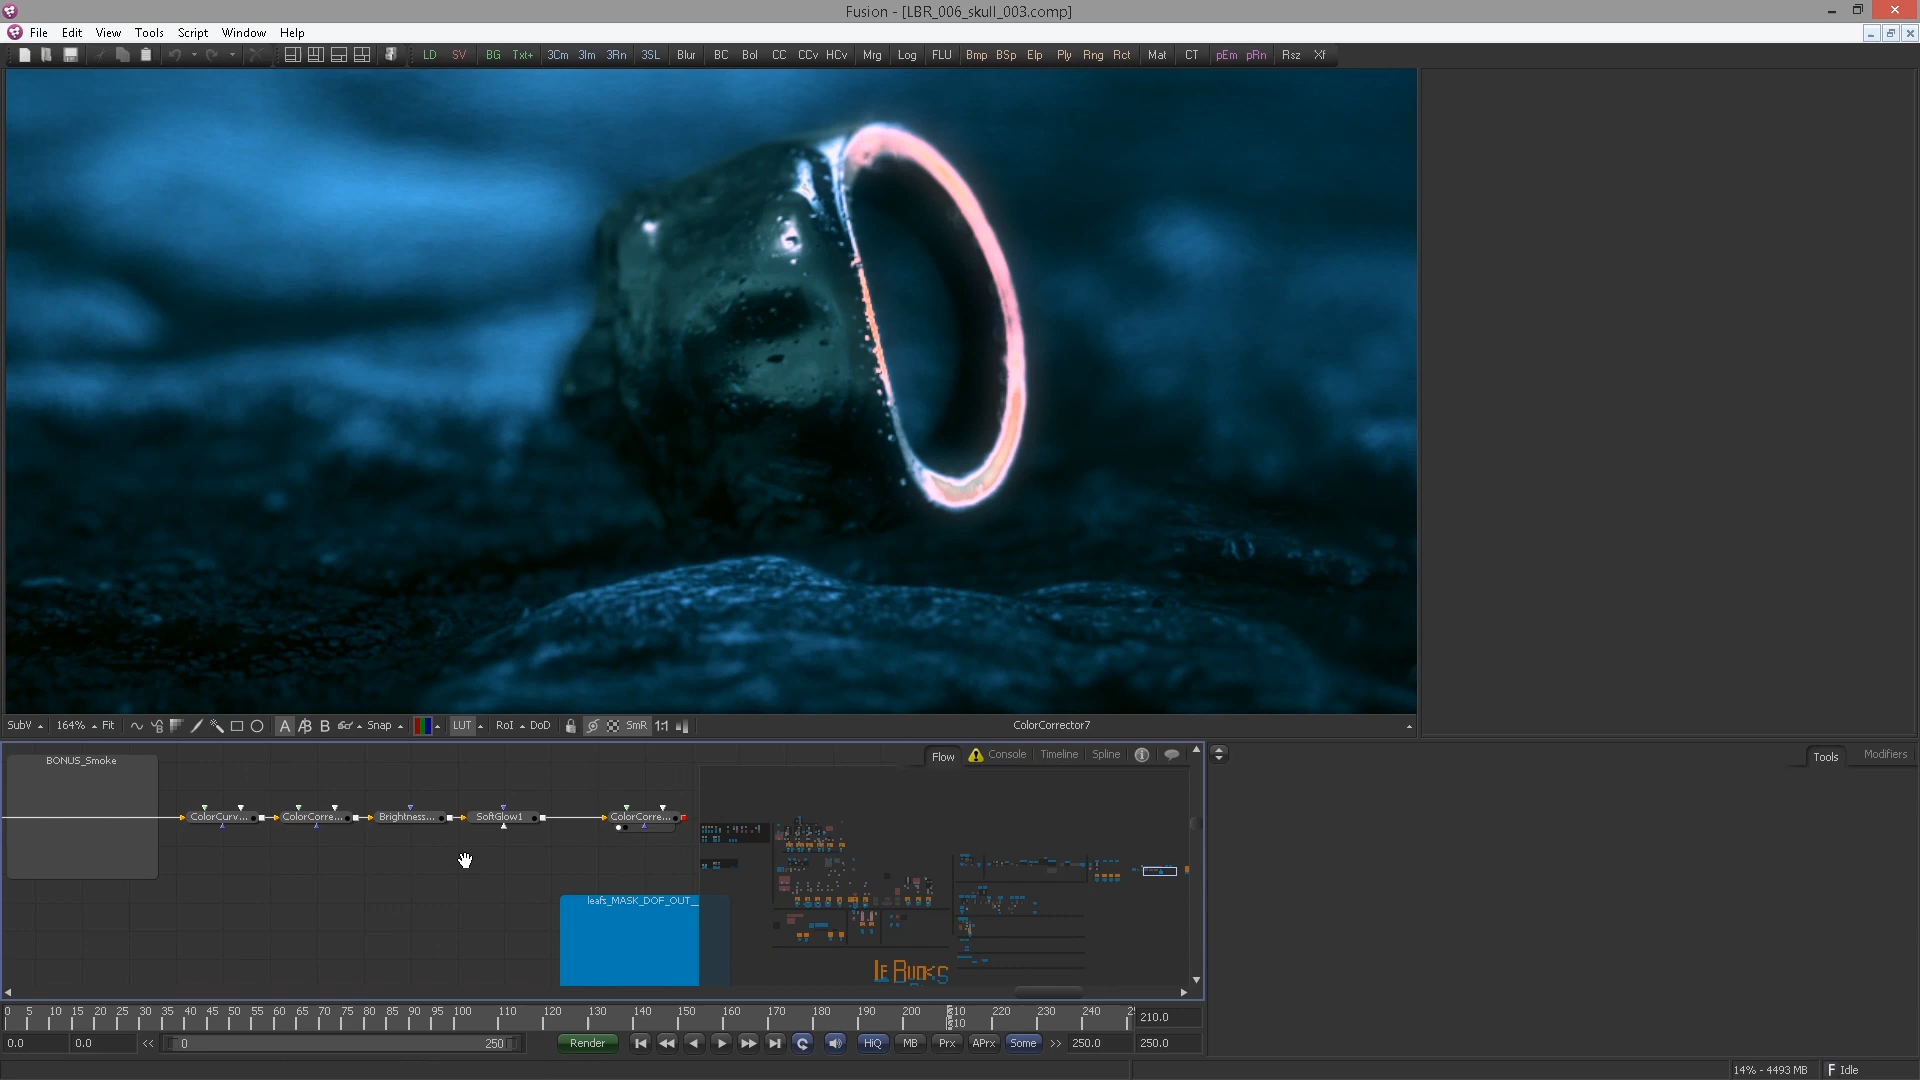 Fusion - [LBR_006_skull_003.comp]
File Edit View Tools Script Window Help
LD SV BG Txt+ 3Cm 3Im 3Rn 3SL Blur BC Bol CC CCv HCv Mrg Log FLU Bmp BSp Elp Ply Rng Rct Mat CT pEm pRn Rsz Xf
SubV 164% Fit A B B Snap LUT RoI DoD SmR 1:1 ColorCorrector7
BONUS_Smoke
Flow Console Timeline Spline
Tools Modifiers
ColorCurv... ColorCorre... Brightness... SoftGlow1 ColorCorre...
leafs_MASK_DOF_OUT_
LE BUCKS
0 5 10 15 20 25 30 35 40 45 50 55 60 65 70 75 80 85 90 95 100 110 120 130 140 150 160 170 180 190 200 210 220 230 240
210
210.0
0.0 0.0 << 0 250 Render HiQ MB Prx APrx Some >> 250.0 250.0
14% - 4493 MB F Idle